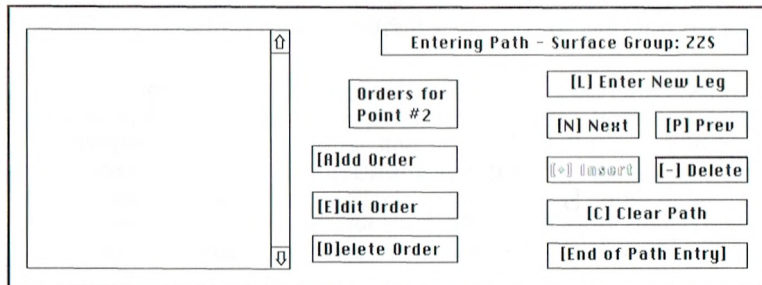 Entering Path - Surface Group: ZZS
[L] Enter New Leg
Orders for
Point #2
[N] Next
[P] Prev
[A]dd Order
[+] Insert
[-] Delete
[E]dit Order
[C] Clear Path
[D]elete Order
[End of Path Entry]